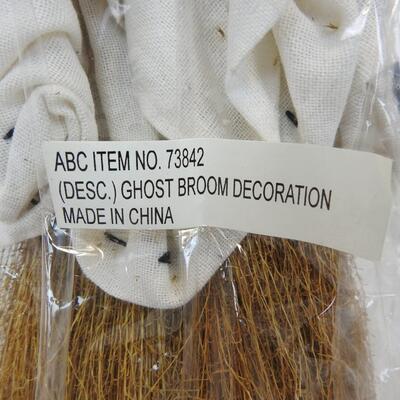 ABC ITEM NO. 73842
(DESC.) GHOST BROOM DECORATION
MADE IN CHINA